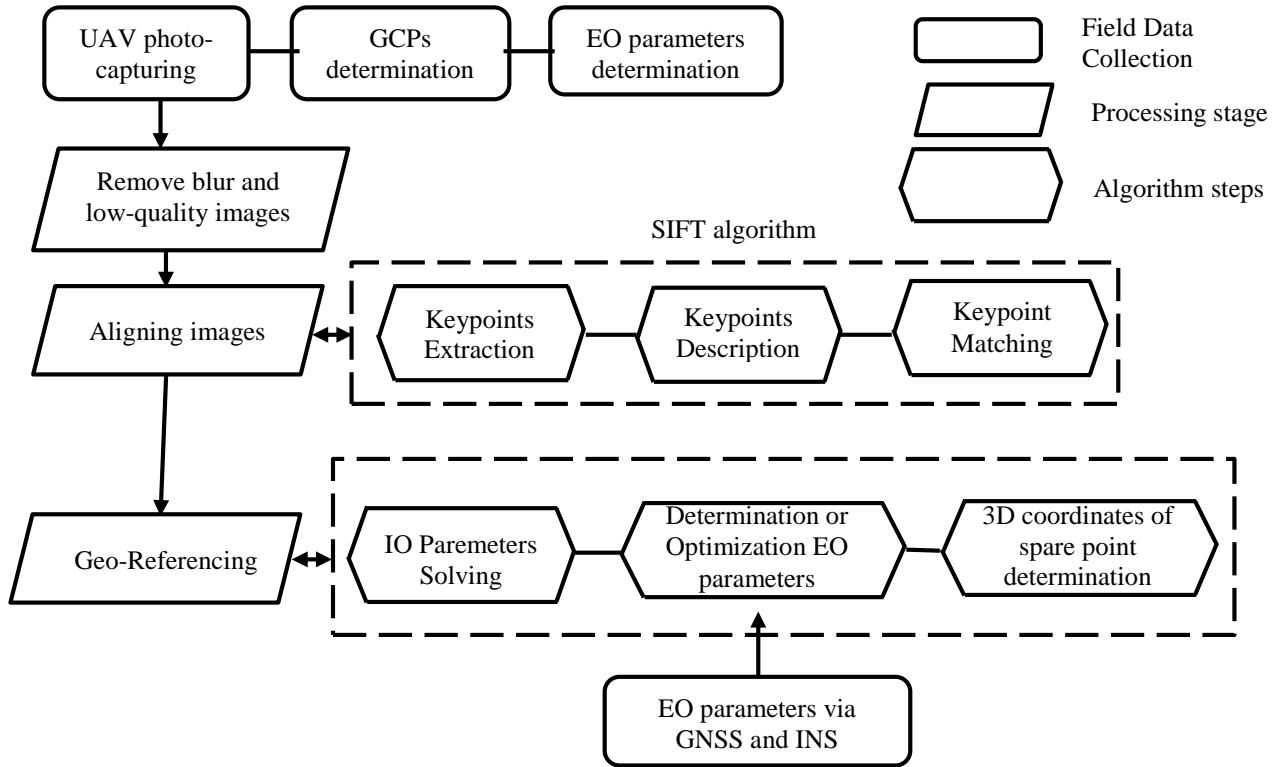 UAV photo-
capturing
GCPs
determination
EO parameters
determination
Field Data
Collection
Processing stage
Algorithm steps
Remove blur and
low-quality images
SIFT algorithm
Aligning images
Keypoints
Extraction
Keypoints
Description
Keypoint
Matching
Geo-Referencing
IO Paremeters
Solving
Determination or
Optimization EO
parameters
3D coordinates of
spare point
determination
EO parameters via
GNSS and INS